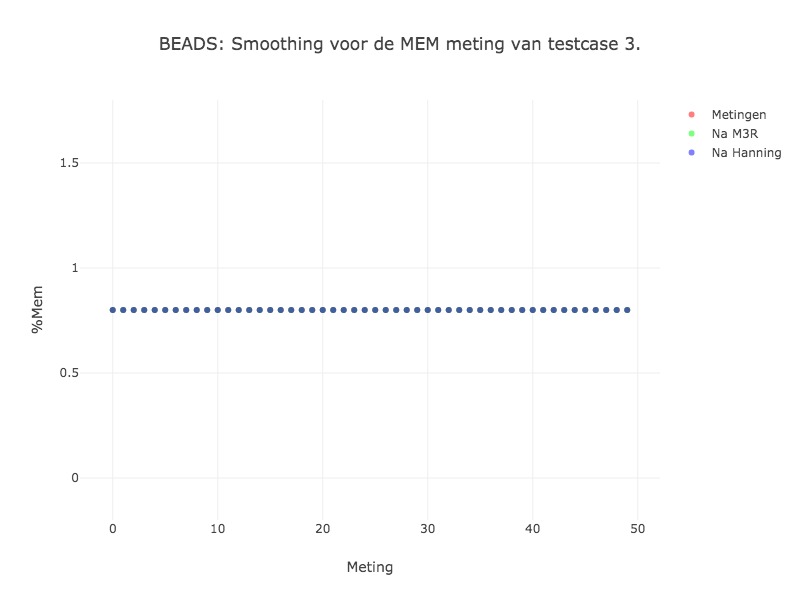 BEADS: Smoothing voor de MEM meting van testcase 3.
Metingen
Na M3R
Na Hanning
1.5
1
0.5
0
%Mem
0 10 20 30 40 50
Meting